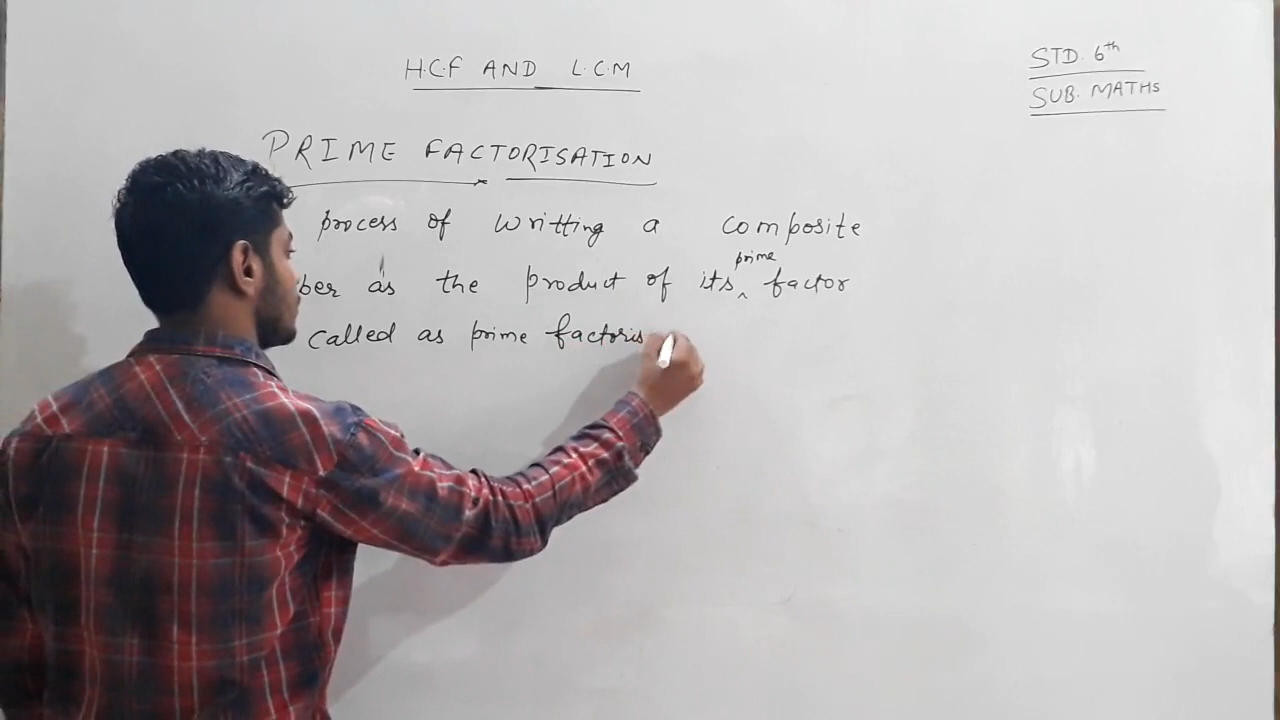 H.C.F AND L.C.M
STD. 6th
SUB. MATHS
PRIME FACTORISATION
process of writting a composite
ber as the product of its ^ prime factor
called as prime factoris